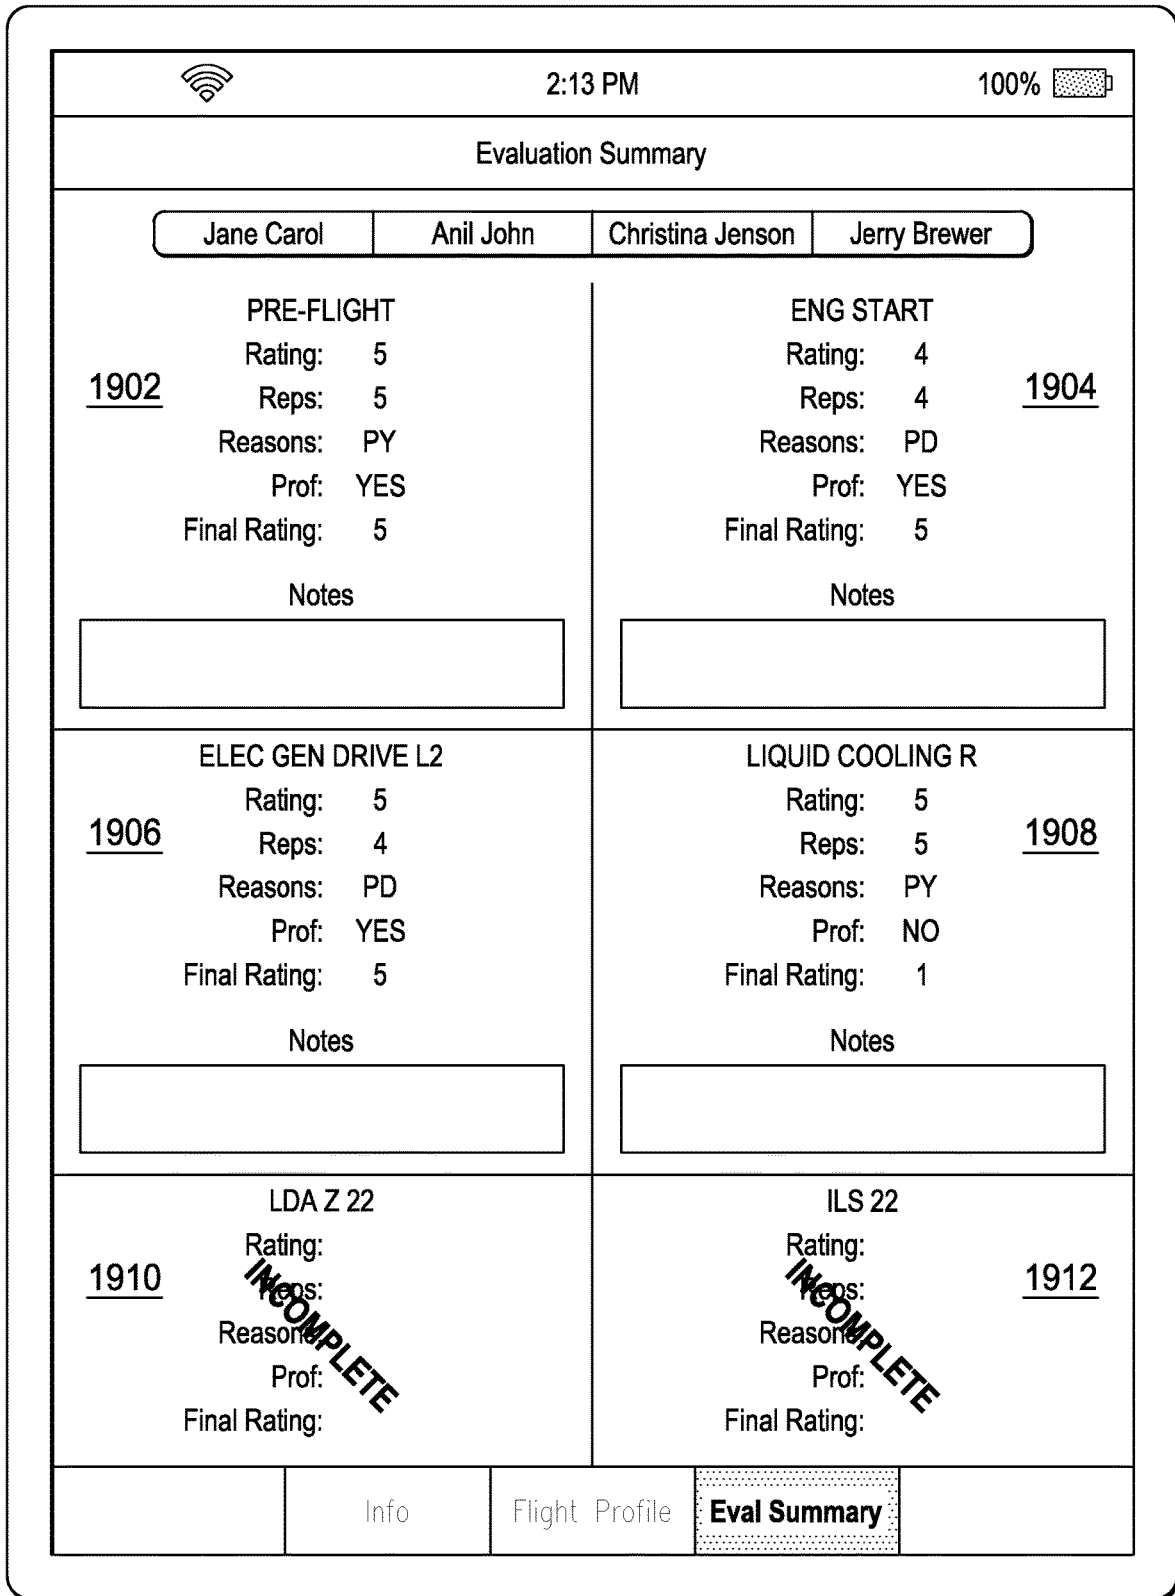 2:13 PM
100%
Evaluation Summary
Jane Carol
Anil John
Christina Jenson
Jerry Brewer
PRE-FLIGHT
1902
Rating: 5
Reps: 5
Reasons: PY
Prof: YES
Final Rating: 5
Notes
ENG START
1904
Rating: 4
Reps: 4
Reasons: PD
Prof: YES
Final Rating: 5
Notes
ELEC GEN DRIVE L2
1906
Rating: 5
Reps: 4
Reasons: PD
Prof: YES
Final Rating: 5
Notes
LIQUID COOLING R
1908
Rating: 5
Reps: 5
Reasons: PY
Prof: NO
Final Rating: 1
Notes
LDA Z 22
1910
Rating:
Reps:
Reasons:
Prof:
Final Rating:
INCOMPLETE
ILS 22
1912
Rating:
Reps:
Reasons:
Prof:
Final Rating:
INCOMPLETE
Info
Flight Profile
Eval Summary